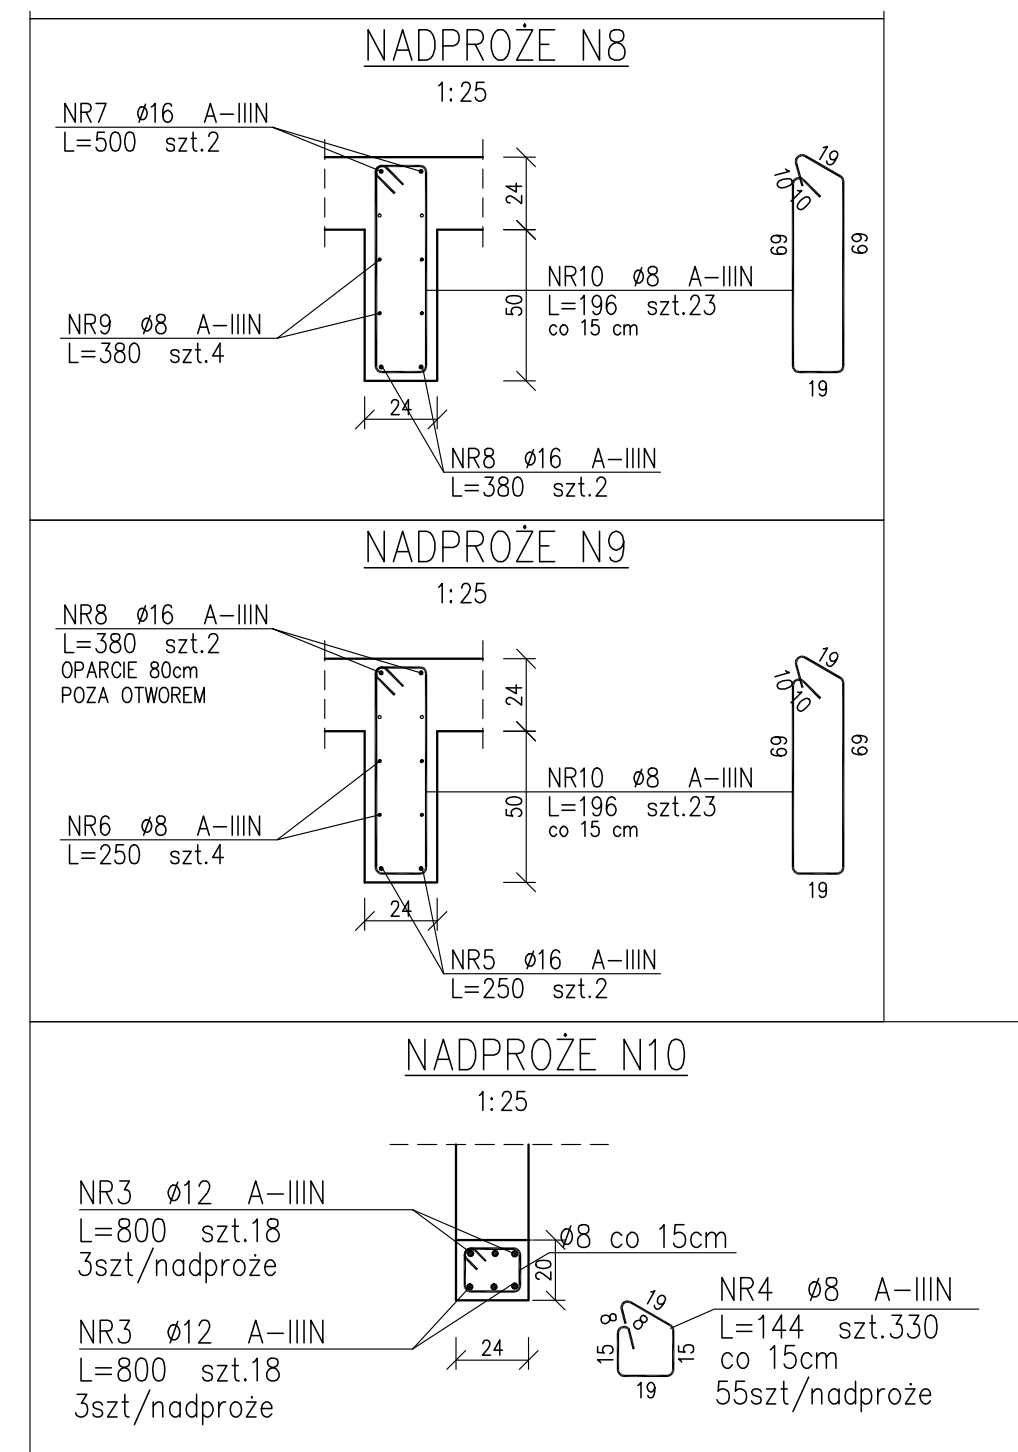 NADPROŻE N8
1:25
NR7 ø16 A-IIIN
L=500 szt.2
24
50
NR9 ø8 A-IIIN
L=380 szt.4
NR10 ø8 A-IIIN
L=196 szt.23
co 15 cm
24
NR8 ø16 A-IIIN
L=380 szt.2
19
10
10
69
69
19
NADPROŻE N9
1:25
NR8 ø16 A-IIIN
L=380 szt.2
OPARCIE 80cm
POZA OTWOREM
24
50
NR6 ø8 A-IIIN
L=250 szt.4
NR10 ø8 A-IIIN
L=196 szt.23
co 15 cm
24
NR5 ø16 A-IIIN
L=250 szt.2
19
10
10
69
69
19
NADPROŻE N10
1:25
NR3 ø12 A-IIIN
L=800 szt.18
3szt/nadproże
ø8 co 15cm
20
NR3 ø12 A-IIIN
L=800 szt.18
3szt/nadproże
24
19
8
8
15
15
19
NR4 ø8 A-IIIN
L=144 szt.330
co 15cm
55szt/nadproże